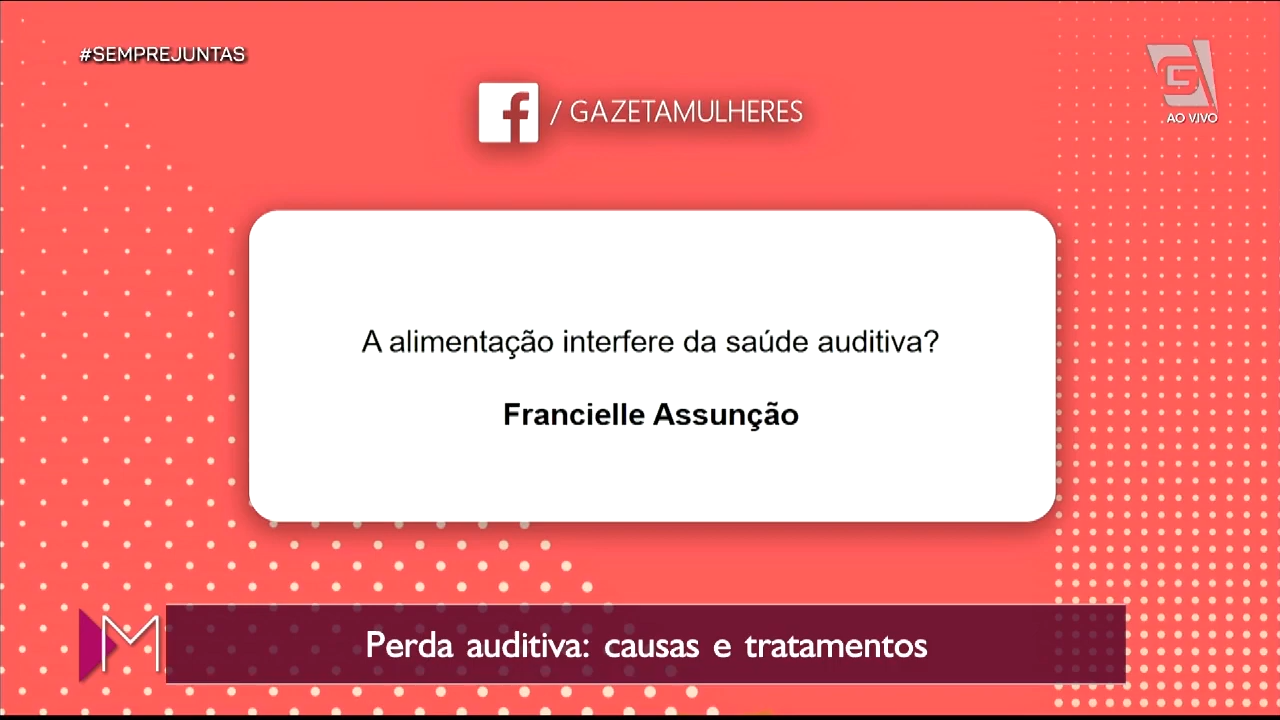 #SEMPREJUNTAS
/ GAZETAMULHERES
AO VIVO
A alimentação interfere da saúde auditiva?
Francielle Assunção
M Perda auditiva: causas e tratamentos